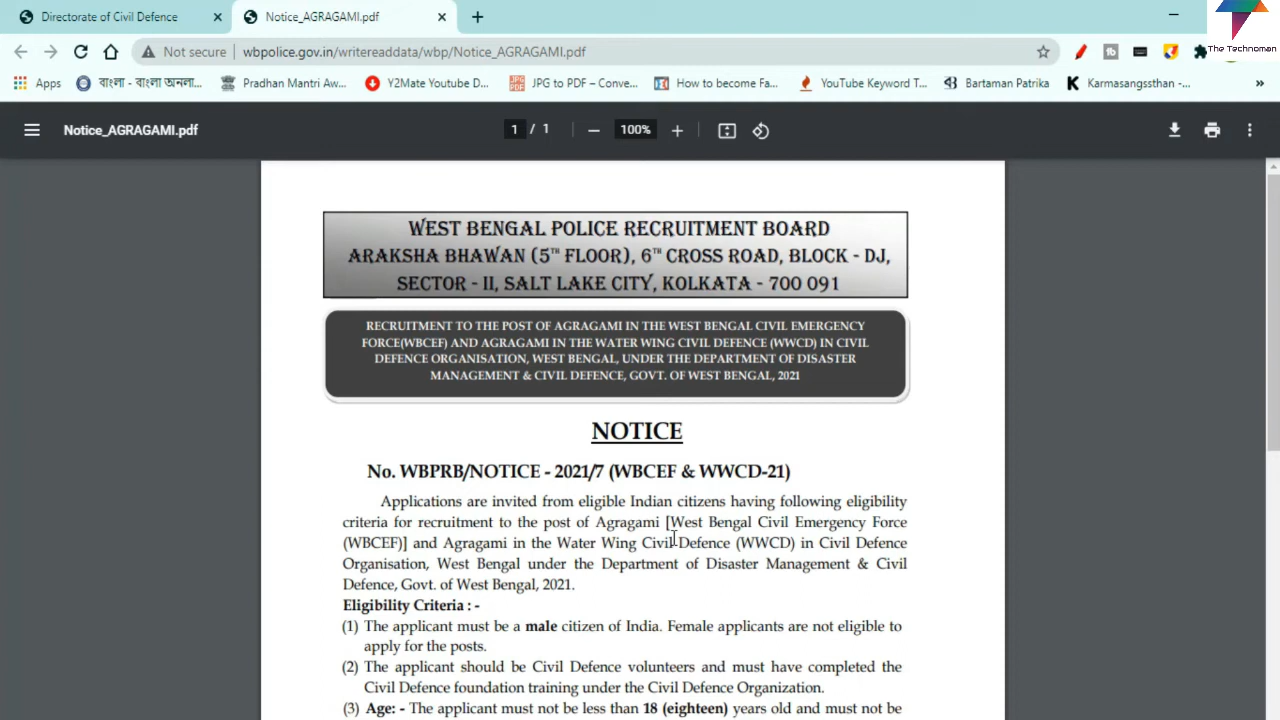 Directorate of Civil Defence
Notice_AGRAGAMI.pdf
The Technoman
Not secure
wbpolice.gov.in/writereaddata/wbp/Notice_AGRAGAMI.pdf
Apps
বাংলা - বাংলা অনলা...
Pradhan Mantri Aw...
Y2Mate Youtube D...
JPG to PDF – Conve...
How to become Fa...
YouTube Keyword T...
Bartaman Patrika
Karmasangssthan -...
Notice_AGRAGAMI.pdf
1 / 1
100%
WEST BENGAL POLICE RECRUITMENT BOARD
ARAKSHA BHAWAN (5TH FLOOR), 6TH CROSS ROAD, BLOCK - DJ,
SECTOR - II, SALT LAKE CITY, KOLKATA - 700 091
RECRUITMENT TO THE POST OF AGRAGAMI IN THE WEST BENGAL CIVIL EMERGENCY
FORCE(WBCEF) AND AGRAGAMI IN THE WATER WING CIVIL DEFENCE (WWCD) IN CIVIL
DEFENCE ORGANISATION, WEST BENGAL, UNDER THE DEPARTMENT OF DISASTER
MANAGEMENT & CIVIL DEFENCE, GOVT. OF WEST BENGAL, 2021
NOTICE
No. WBPRB/NOTICE - 2021/7 (WBCEF & WWCD-21)
Applications are invited from eligible Indian citizens having following eligibility
criteria for recruitment to the post of Agragami [West Bengal Civil Emergency Force
(WBCEF)] and Agragami in the Water Wing Civil Defence (WWCD) in Civil Defence
Organisation, West Bengal under the Department of Disaster Management & Civil
Defence, Govt. of West Bengal, 2021.
Eligibility Criteria : -
(1) The applicant must be a male citizen of India. Female applicants are not eligible to
apply for the posts.
(2) The applicant should be Civil Defence volunteers and must have completed the
Civil Defence foundation training under the Civil Defence Organization.
(3) Age: - The applicant must not be less than 18 (eighteen) years old and must not be